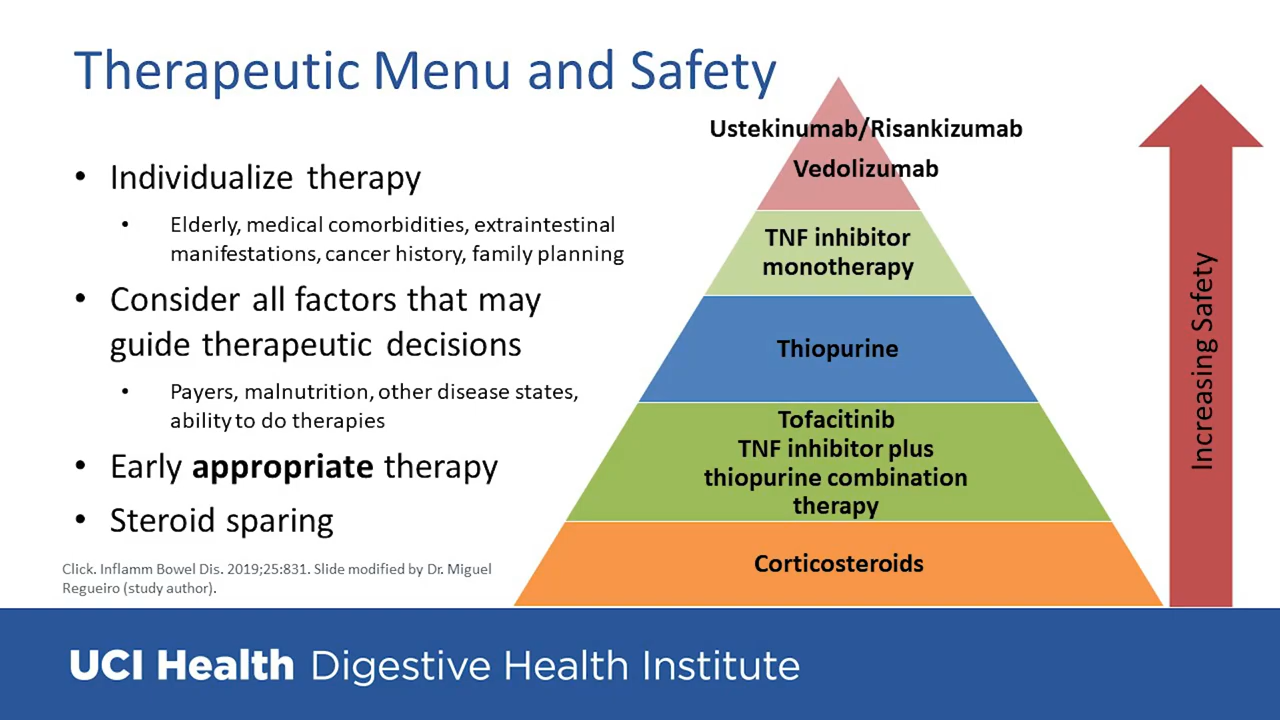 Therapeutic Menu and Safety
• Individualize therapy
• Elderly, medical comorbidities, extraintestinal
manifestations, cancer history, family planning
• Consider all factors that may
guide therapeutic decisions
• Payers, malnutrition, other disease states,
ability to do therapies
• Early appropriate therapy
• Steroid sparing
Click. Inflamm Bowel Dis. 2019;25:831. Slide modified by Dr. Miguel
Regueiro (study author).
Ustekinumab/Risankizumab
Vedolizumab
TNF inhibitor
monotherapy
Thiopurine
Tofacitinib
TNF inhibitor plus
thiopurine combination
therapy
Corticosteroids
Increasing Safety
UCI Health Digestive Health Institute